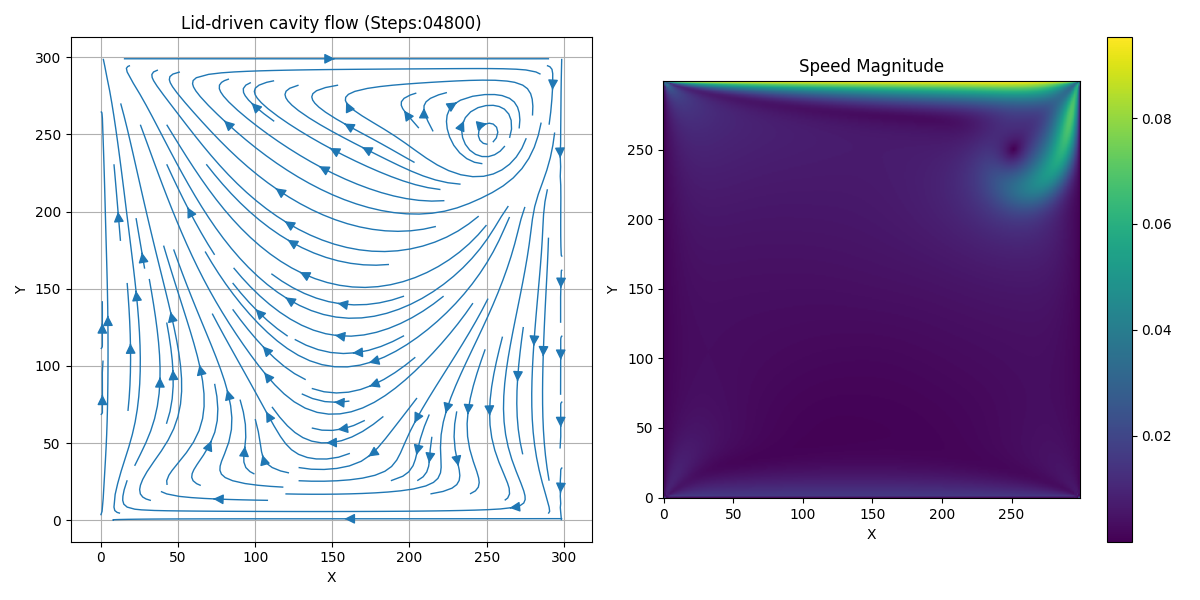 Lid-driven cavity flow (Steps:04800)
300
250
200
150
100
50
0
Y
0 50 100 150 200 250 300
X
Speed Magnitude
250
200
150
100
50
0
Y
0 50 100 150 200 250
X
0.08
0.06
0.04
0.02